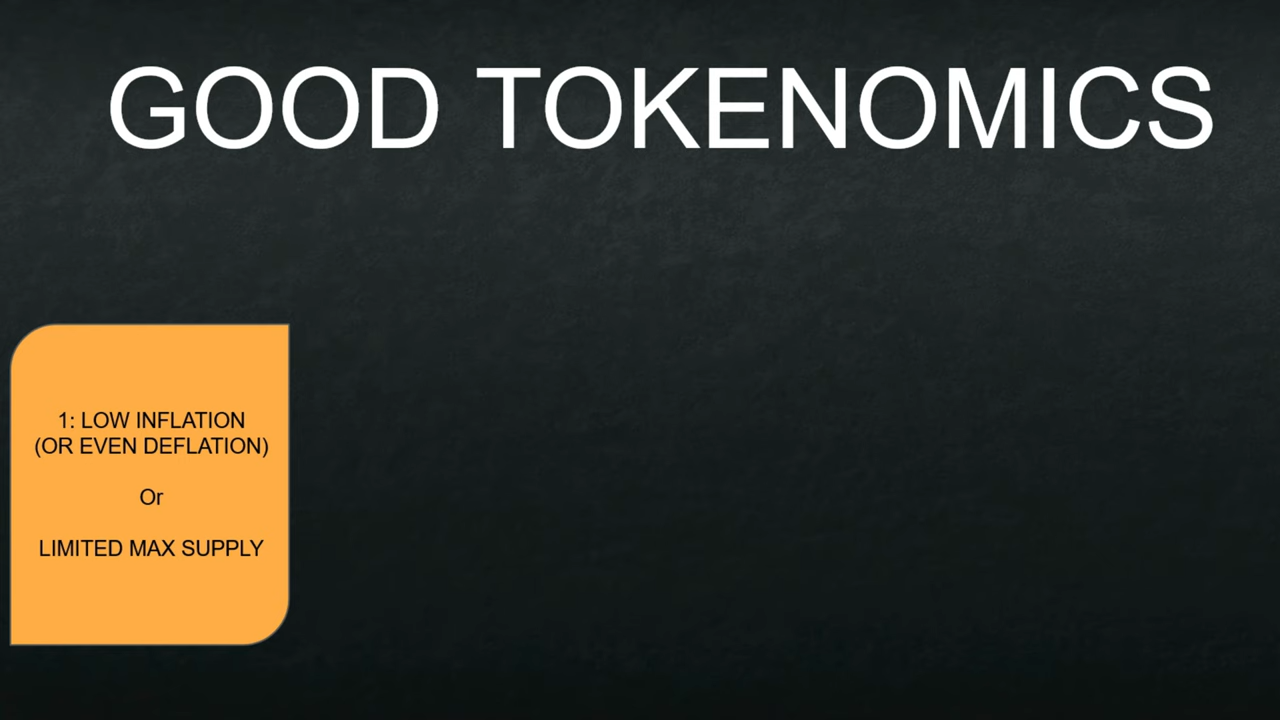 GOOD TOKENOMICS
1: LOW INFLATION
(OR EVEN DEFLATION)
Or
LIMITED MAX SUPPLY